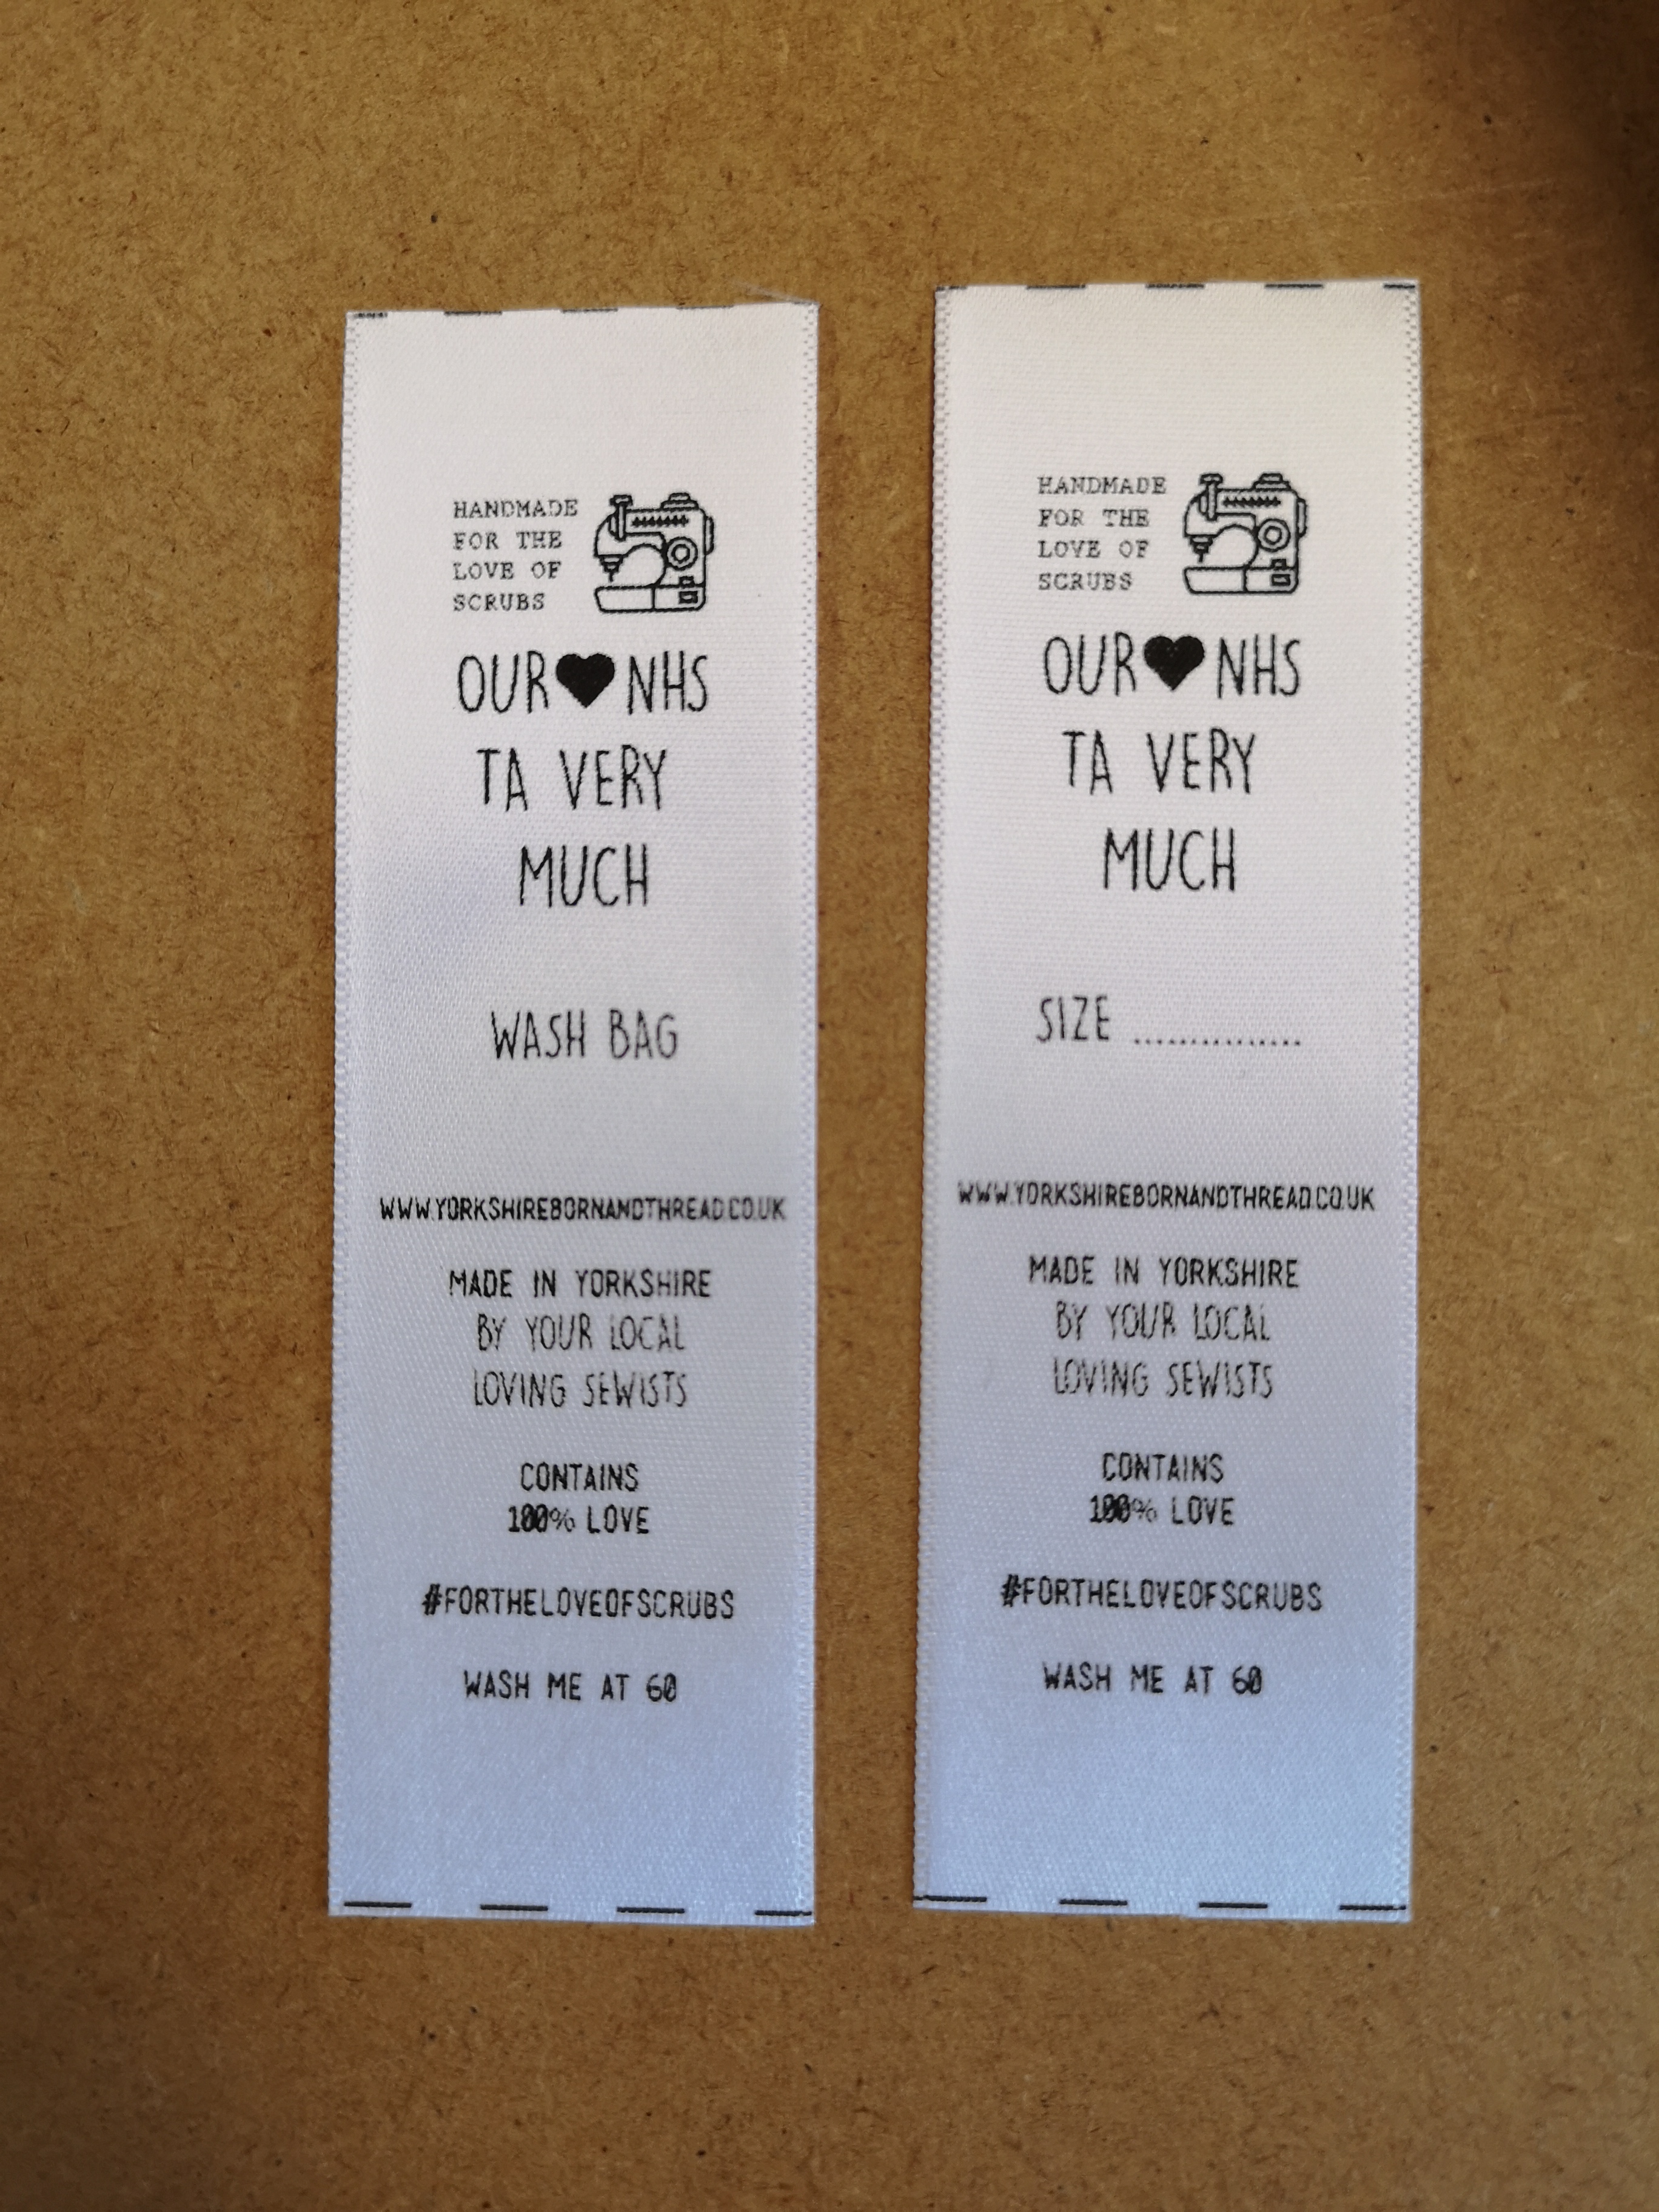 HANDMADE
FOR THE
LOVE OF
SCRUBS
OUR♥NHS
TA VERY
MUCH
WASH BAG
WWW.YORKSHIREBORNANDTHREAD.CO.UK
MADE IN YORKSHIRE
BY YOUR LOCAL
LOVING SEWISTS
CONTAINS
100% LOVE
#FORTHELOVEOFSCRUBS
WASH ME AT 60
HANDMADE
FOR THE
LOVE OF
SCRUBS
OUR♥NHS
TA VERY
MUCH
SIZE ...............
WWW.YORKSHIREBORNANDTHREAD.CO.UK
MADE IN YORKSHIRE
BY YOUR LOCAL
LOVING SEWISTS
CONTAINS
100% LOVE
#FORTHELOVEOFSCRUBS
WASH ME AT 60